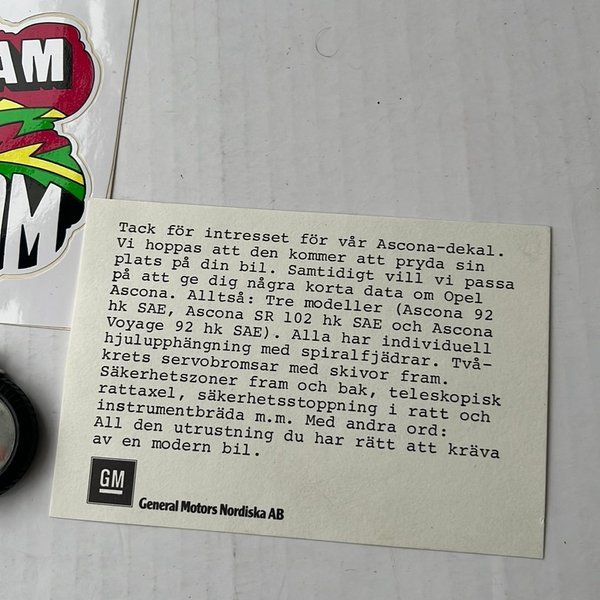 AM
OM
Tack för intresset för vår Ascona-dekal.
Vi hoppas att den kommer att pryda sin
plats på din bil. Samtidigt vill vi passa
på att ge dig några korta data om Opel
Ascona. Alltså: Tre modeller (Ascona 92
hk SAE, Ascona SR 102 hk SAE och Ascona
Voyage 92 hk SAE). Alla har individuell
hjulupphängning med spiralfjädrar. Två-
krets servobromsar med skivor fram.
Säkerhetszoner fram och bak, teleskopisk
rattaxel, säkerhetsstoppning i ratt och
instrumentbräda m.m. Med andra ord:
All den utrustning du har rätt att kräva
av en modern bil.
GM
General Motors Nordiska AB